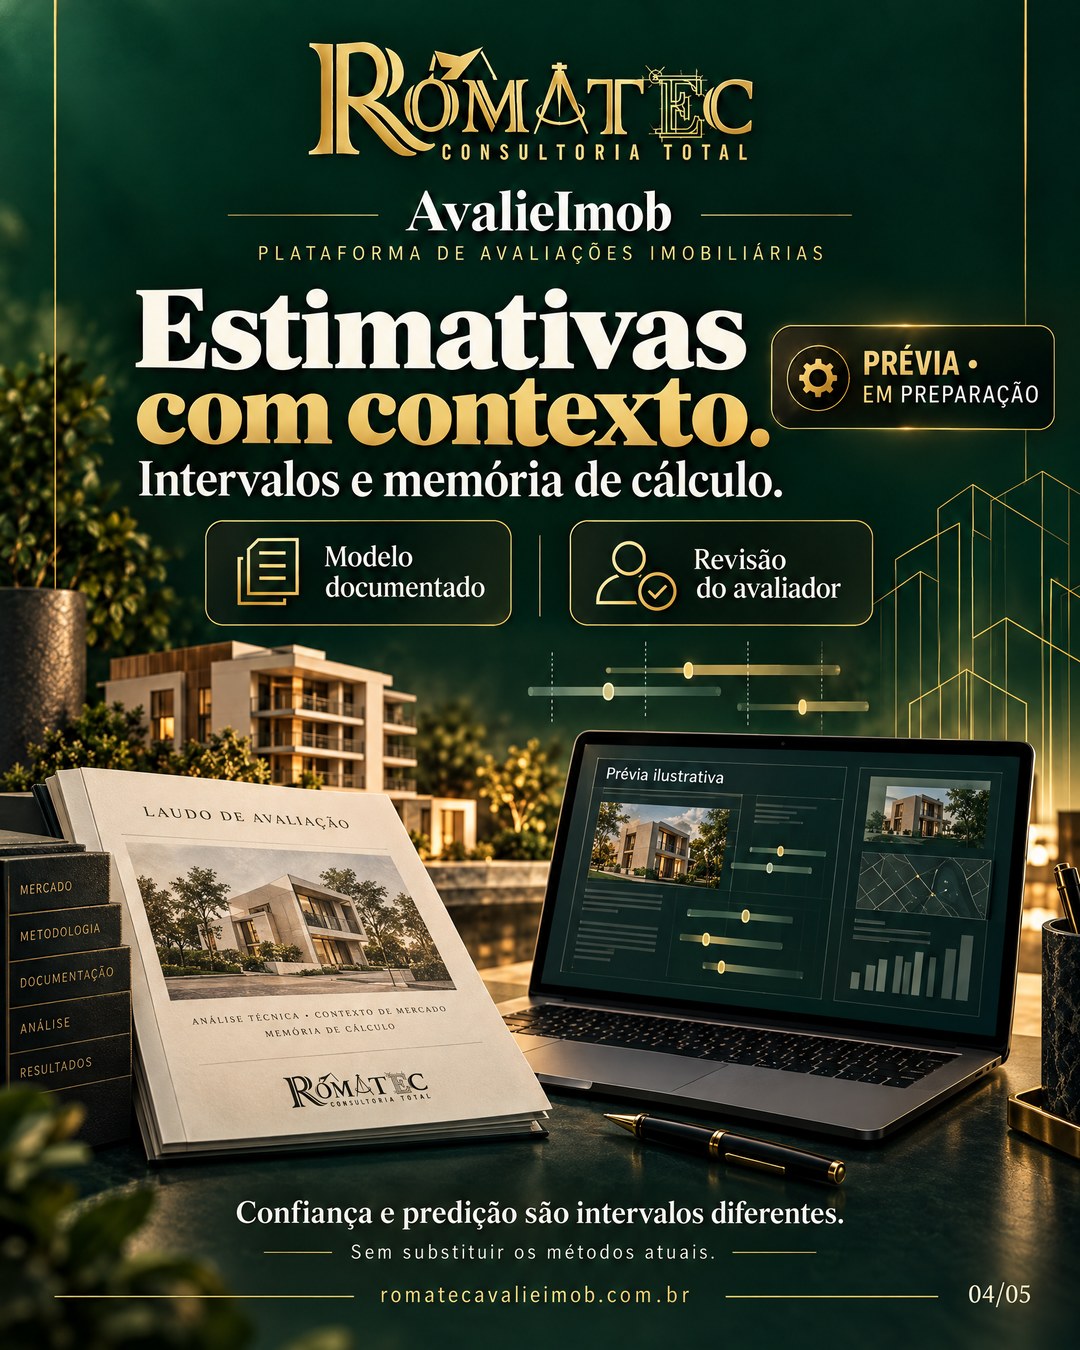 ROMATEC
CONSULTORIA TOTAL
AvalieImob
PLATAFORMA DE AVALIAÇÕES IMOBILIÁRIAS
Estimativas
com contexto.
Intervalos e memória de cálculo.
PRÉVIA •
EM PREPARAÇÃO
Modelo
documentado
Revisão
do avaliador
Prévia ilustrativa
LAUDO DE AVALIAÇÃO
ANÁLISE TÉCNICA • CONTEXTO DE MERCADO
MEMÓRIA DE CÁLCULO
ROMATEC
CONSULTORIA TOTAL
MERCADO
METODOLOGIA
DOCUMENTAÇÃO
ANÁLISE
RESULTADOS
Confiança e predição são intervalos diferentes.
Sem substituir os métodos atuais.
romatecavalieimob.com.br
04/05